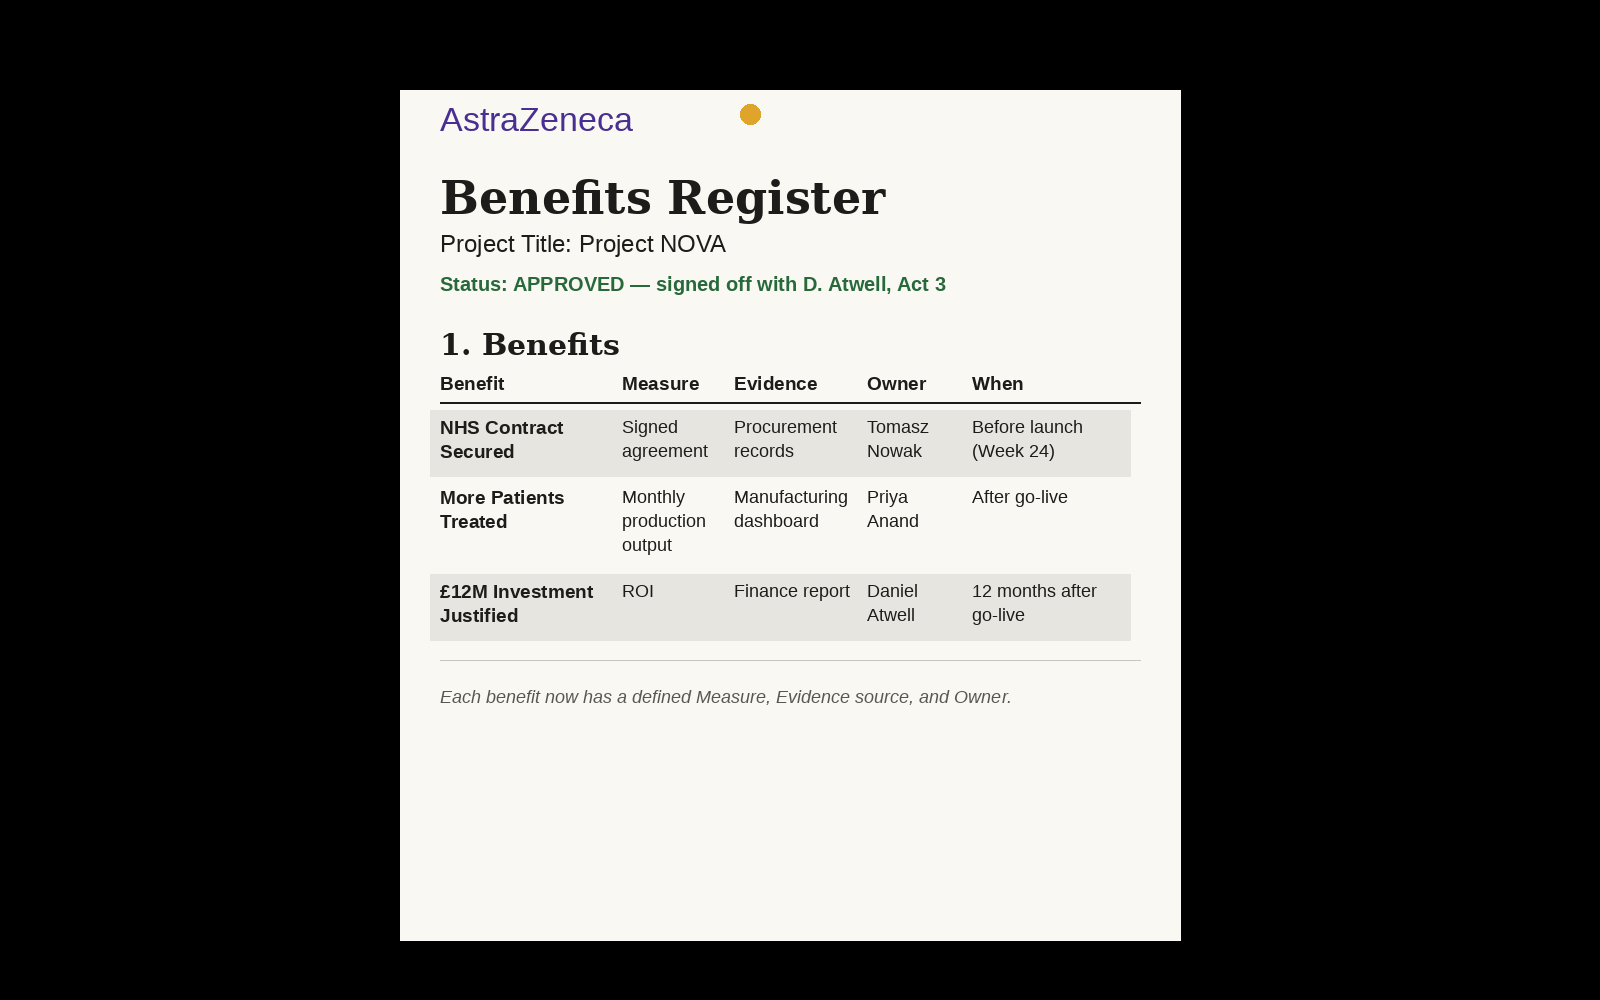 AstraZeneca
Benefits Register
Project Title: Project NOVA
Status: APPROVED — signed off with D. Atwell, Act 3
1. Benefits
Benefit Measure Evidence Owner When
NHS Contract Signed Procurement Tomasz Before launch
Secured agreement records Nowak (Week 24)
More Patients Monthly Manufacturing Priya After go-live
Treated production dashboard Anand
output
£12M Investment ROI Finance report Daniel 12 months after
Justified Atwell go-live
Each benefit now has a defined Measure, Evidence source, and Owner.